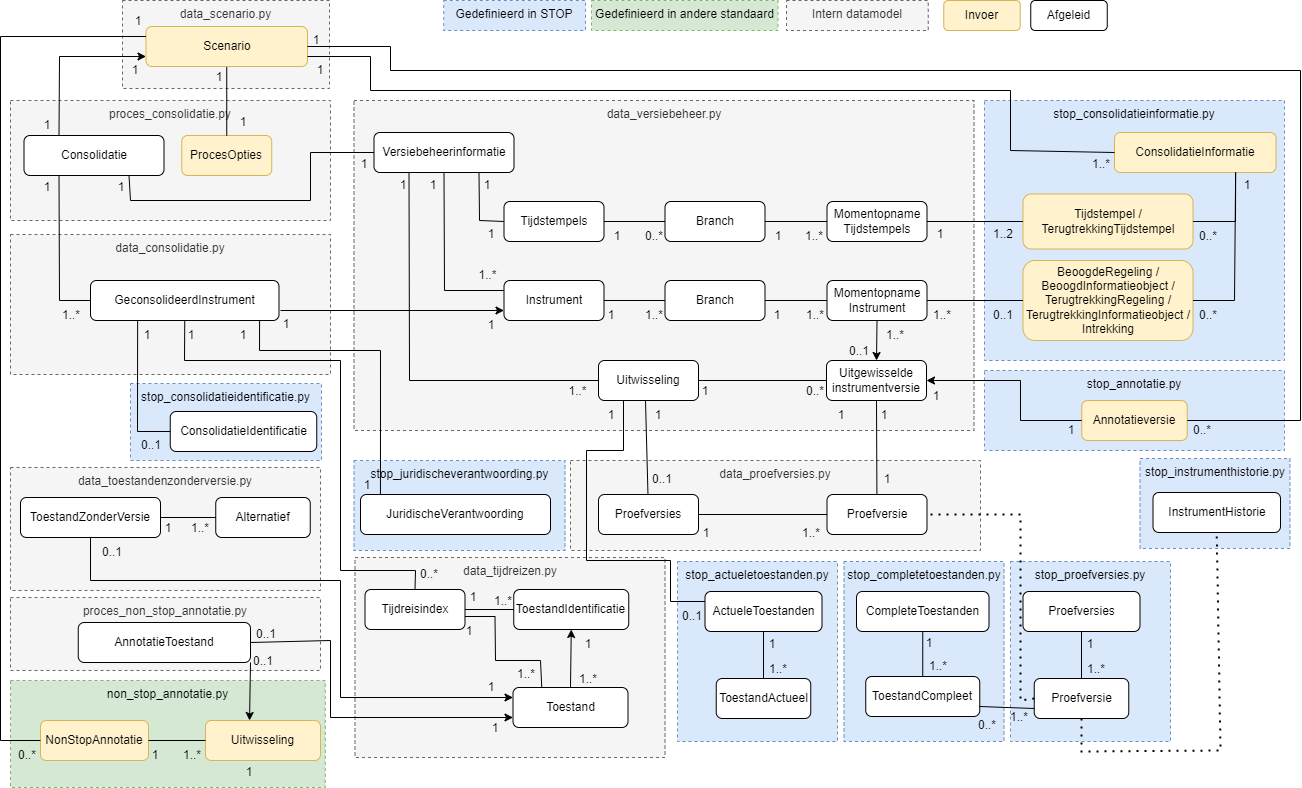 data_scenario.py
Gedefinieerd in STOP
Gedefinieerd in andere standaard
Intern datamodel
Invoer
Afgeleid
1
Scenario
1
1
1
1
proces_consolidatie.py
1
1
Consolidatie
ProcesOpties
1
1
data_versiebeheer.py
Versiebeheerinformatie
1
1
1
1
Tijdstempels
1
1
0..*
Branch
1
1..*
Momentopname
Tijdstempels
1
1..*
Instrument
1
1
1..*
Branch
1
1..*
Momentopname
Instrument
1..*
1..*
0..1
Uitwisseling
1..*
1
1
1
0..*
Uitgewisselde
instrumentversie
1
1
1
stop_consolidatieinformatie.py
ConsolidatieInformatie
1..*
1
Tijdstempel /
TerugtrekkingTijdstempel
1..2
0..*
BeoogdeRegeling /
BeoogdInformatieobject /
TerugtrekkingRegeling /
TerugtrekkingInformatieobject /
Intrekking
0..1
0..*
stop_annotatie.py
Annotatieversie
1
0..*
data_consolidatie.py
GeconsolideerdInstrument
1..*
1
1
1
1
stop_consolidatieidentificatie.py
ConsolidatieIdentificatie
0..1
stop_juridischeverantwoording.py
1
JuridischeVerantwoording
data_proefversies.py
0..1
1
Proefversies
1
1..*
Proefversie
stop_instrumenthistorie.py
InstrumentHistorie
data_toestandenzonderversie.py
ToestandZonderVersie
1
1..*
Alternatief
0..1
proces_non_stop_annotatie.py
AnnotatieToestand
0..1
0..1
non_stop_annotatie.py
NonStopAnnotatie
0..*
1
1..*
Uitwisseling
1
data_tijdreizen.py
0..*
Tijdreisindex
1
1..*
ToestandIdentificatie
1
1
1..*
1..*
1
Toestand
1
stop_actueletoestanden.py
ActueleToestanden
0..1
1
1..*
ToestandActueel
stop_completetoestanden.py
CompleteToestanden
1
1..*
ToestandCompleet
0..*
stop_proefversies.py
Proefversies
1
1..*
Proefversie
1..*